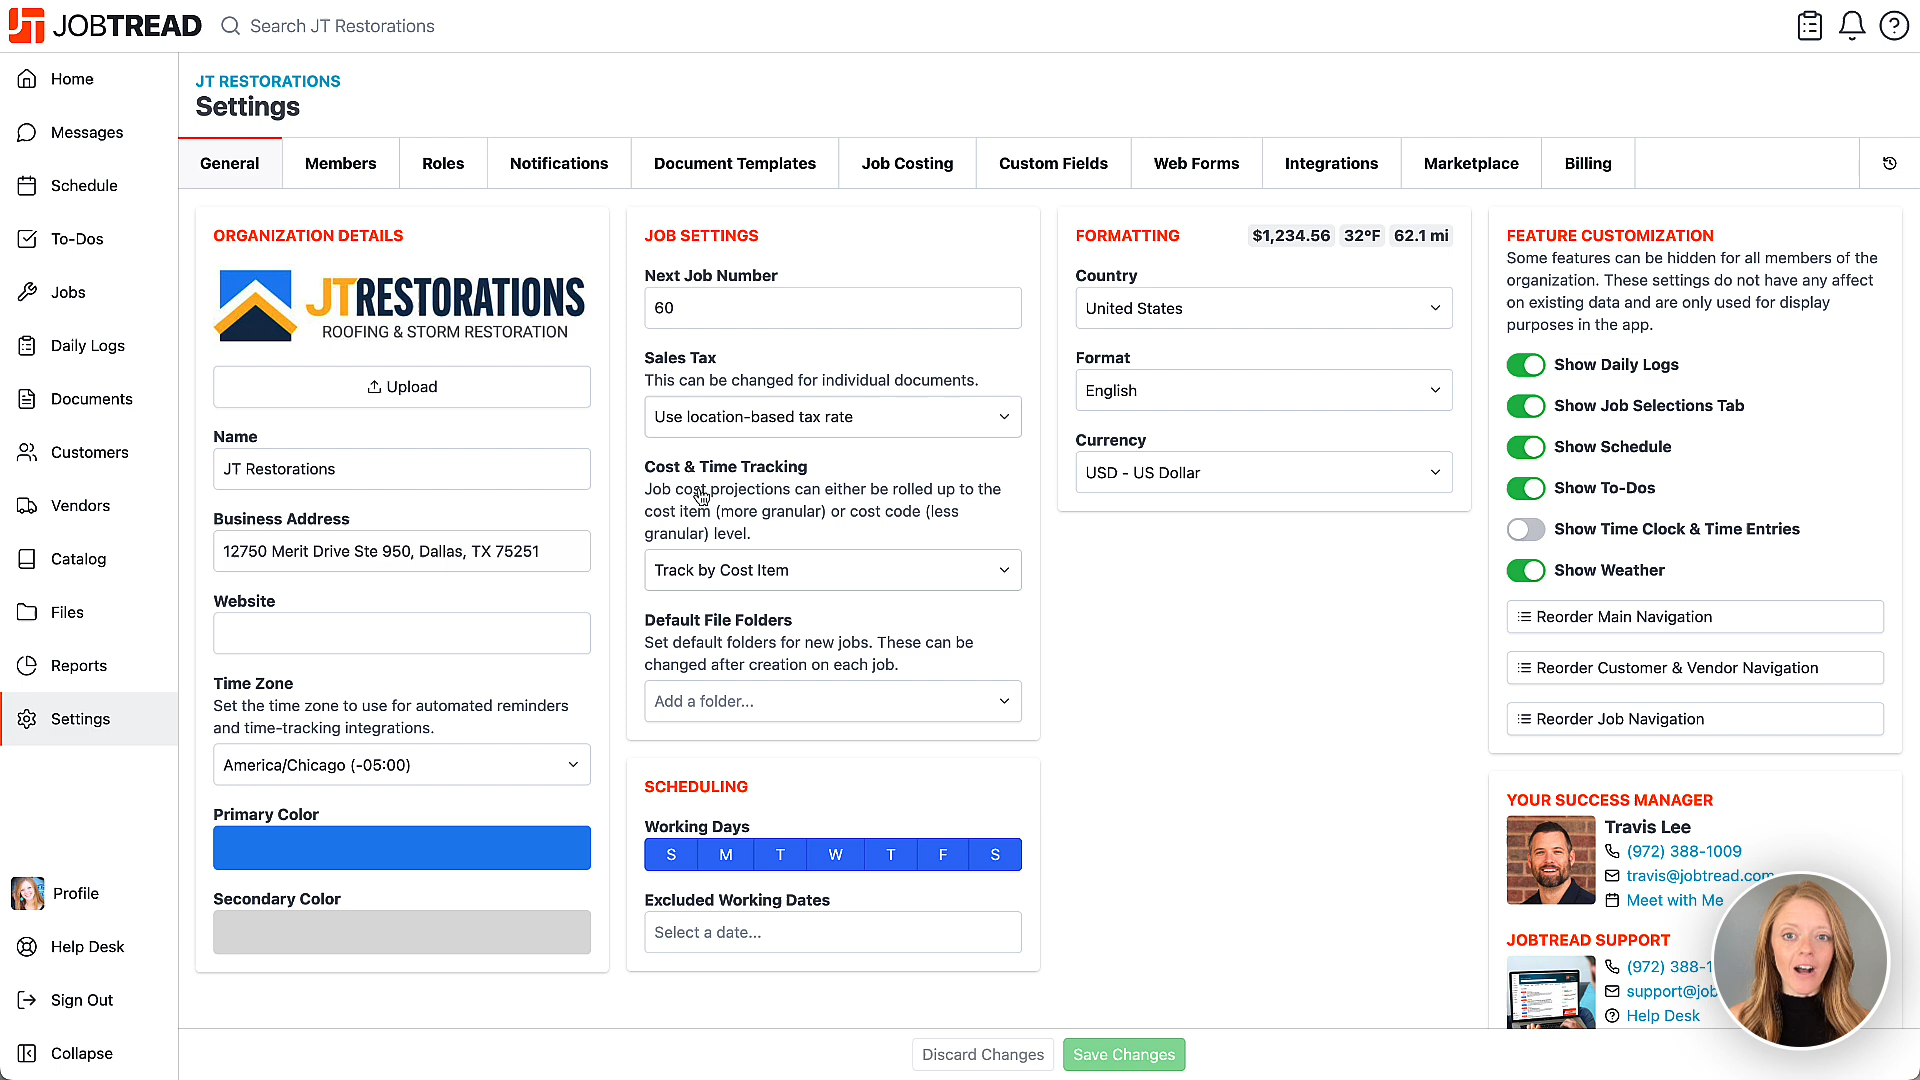 JOBTREAD
Search JT Restorations
Home
Messages
Schedule
To-Dos
Jobs
Daily Logs
Documents
Customers
Vendors
Catalog
Files
Reports
Settings
Profile
Help Desk
Sign Out
Collapse
JT RESTORATIONS
Settings
General
Members
Roles
Notifications
Document Templates
Job Costing
Custom Fields
Web Forms
Integrations
Marketplace
Billing
ORGANIZATION DETAILS
JTRESTORATIONS
ROOFING & STORM RESTORATION
Upload
Name
JT Restorations
Business Address
12750 Merit Drive Ste 950, Dallas, TX 75251
Website
Time Zone
Set the time zone to use for automated reminders
and time-tracking integrations.
America/Chicago (-05:00)
Primary Color
Secondary Color
JOB SETTINGS
Next Job Number
60
Sales Tax
This can be changed for individual documents.
Use location-based tax rate
Cost & Time Tracking
Job cost projections can either be rolled up to the
cost item (more granular) or cost code (less
granular) level.
Track by Cost Item
Default File Folders
Set default folders for new jobs. These can be
changed after creation on each job.
Add a folder...
SCHEDULING
Working Days
S M T W T F S
Excluded Working Dates
Select a date...
FORMATTING $1,234.56 32°F 62.1 mi
Country
United States
Format
English
Currency
USD - US Dollar
FEATURE CUSTOMIZATION
Some features can be hidden for all members of the
organization. These settings do not have any affect
on existing data and are only used for display
purposes in the app.
Show Daily Logs
Show Job Selections Tab
Show Schedule
Show To-Dos
Show Time Clock & Time Entries
Show Weather
Reorder Main Navigation
Reorder Customer & Vendor Navigation
Reorder Job Navigation
YOUR SUCCESS MANAGER
Travis Lee
(972) 388-1009
travis@jobtread.com
Meet with Me
JOBTREAD SUPPORT
(972) 388-1
support@job
Help Desk
Discard Changes
Save Changes